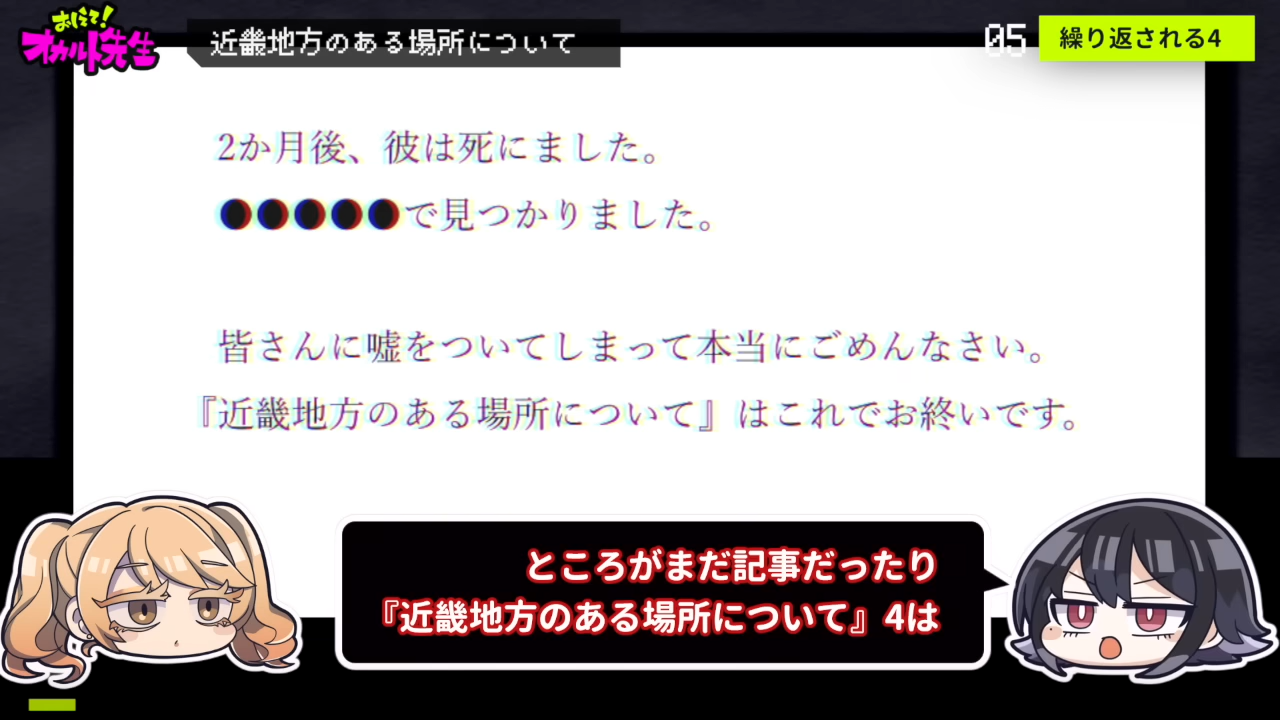 おしえて!
オカルト先生
近畿地方のある場所について
05
繰り返される4
2か月後、彼は死にました。
●●●●●で見つかりました。
皆さんに嘘をついてしまって本当にごめんなさい。
『近畿地方のある場所について』はこれでお終いです。
ところがまだ記事だったり
『近畿地方のある場所について』4は